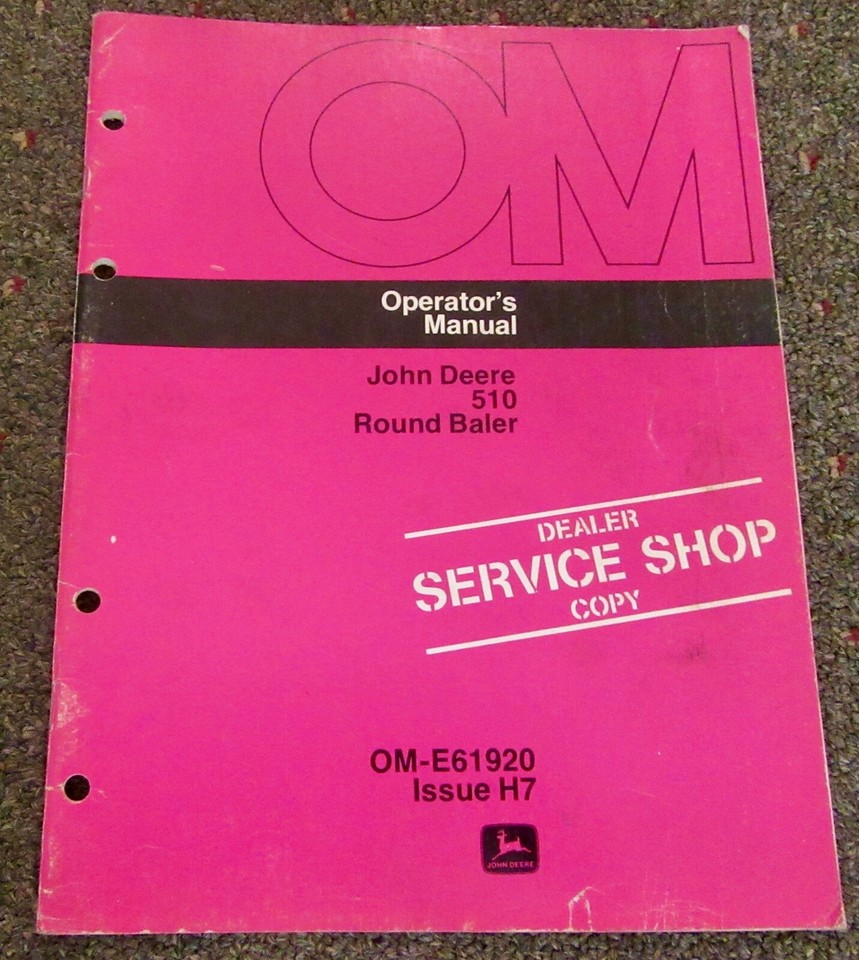 OM
Operator's
Manual
John Deere
510
Round Baler
DEALER
SERVICE SHOP
COPY
OM-E61920
Issue H7
JOHN DEERE